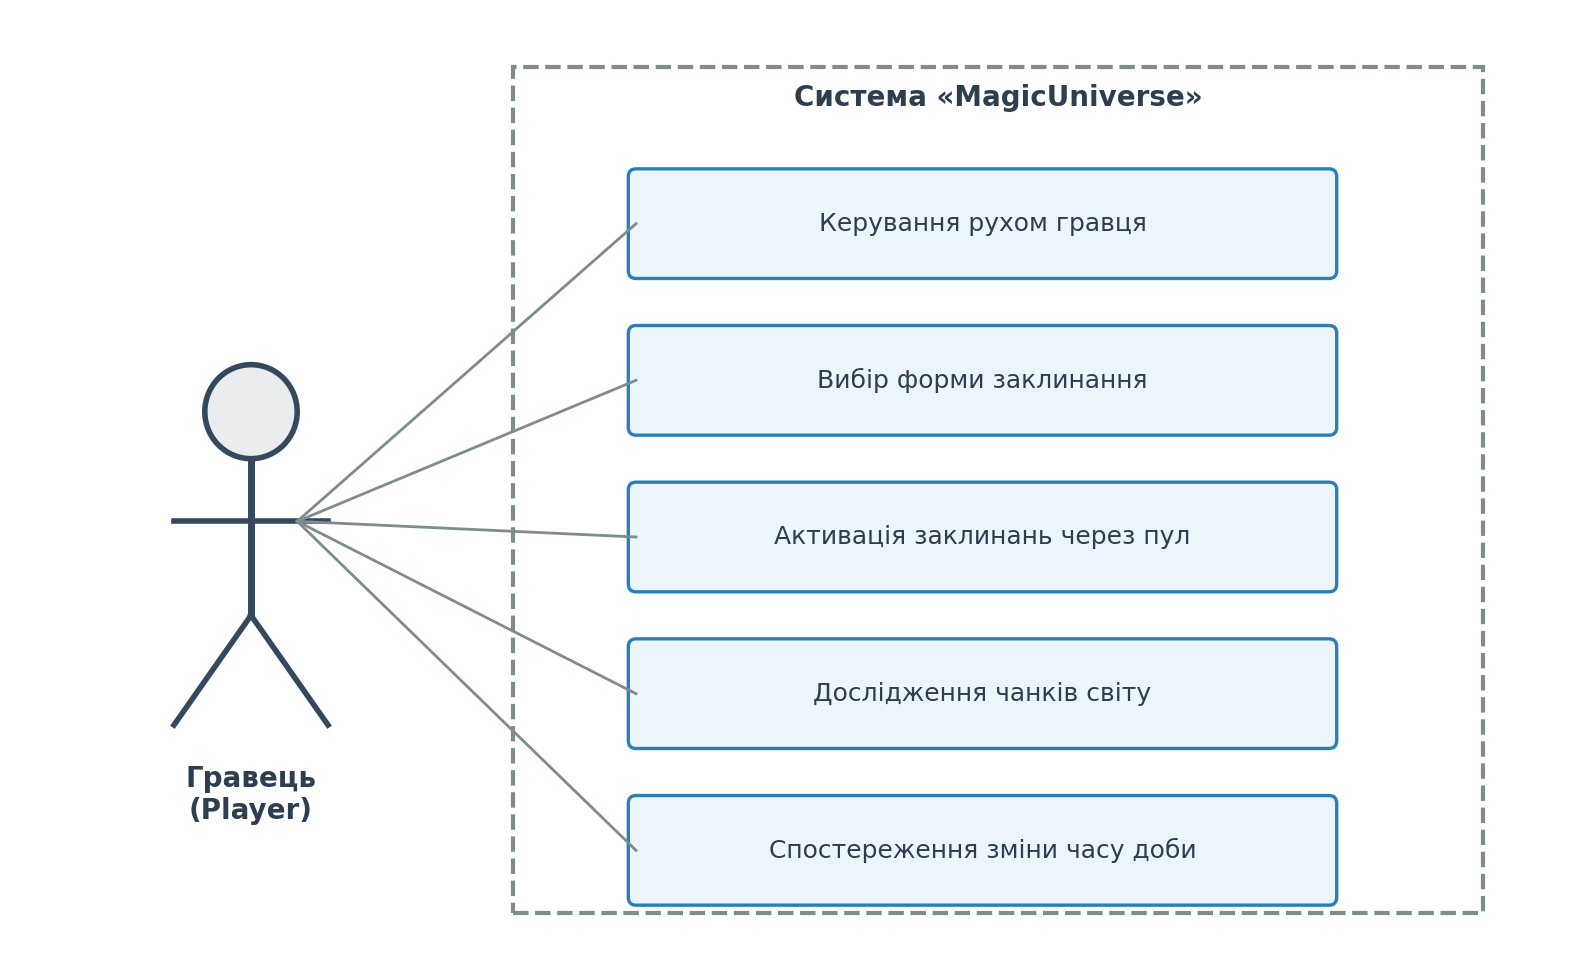 Система «MagicUniverse»
Керування рухом гравця
Вибір форми заклинання
Активація заклинань через пул
Дослідження чанків світу
Спостереження зміни часу доби
Гравець
(Player)